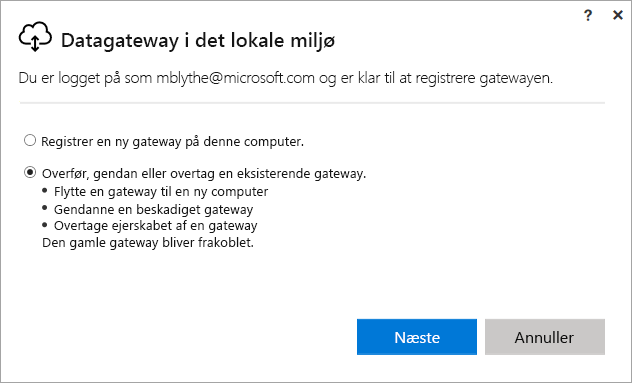 ? ×
Datagateway i det lokale miljø
Du er logget på som mblythe@microsoft.com og er klar til at registrere gatewayen.
Registrer en ny gateway på denne computer.
Overfør, gendan eller overtag en eksisterende gateway.
• Flytte en gateway til en ny computer
• Gendanne en beskadiget gateway
• Overtage ejerskabet af en gateway
Den gamle gateway bliver frakoblet.
Næste Annuller